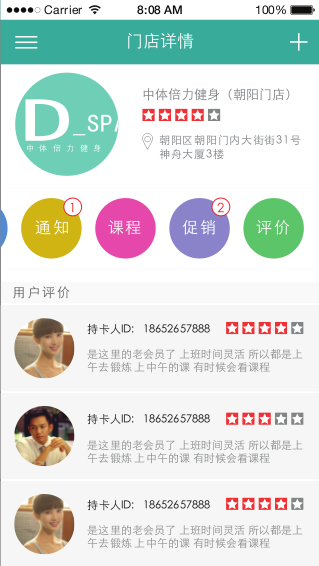 Carrier 8:08 AM 100%
门店详情
D_SPA
中体倍力健身
中体倍力健身（朝阳门店）
朝阳区朝阳门内大街街31号
神舟大厦3楼
通知 1 课程 促销 2 评价
用户评价
持卡人ID: 18652657888
是这里的老会员了 上班时间灵活 所以都是上
午去锻炼 上中午的课 有时候会看课程
持卡人ID: 18652657888
是这里的老会员了 上班时间灵活 所以都是上
午去锻炼 上中午的课 有时候会看课程
持卡人ID: 18652657888
是这里的老会员了 上班时间灵活 所以都是上
午去锻炼 上中午的课 有时候会看课程